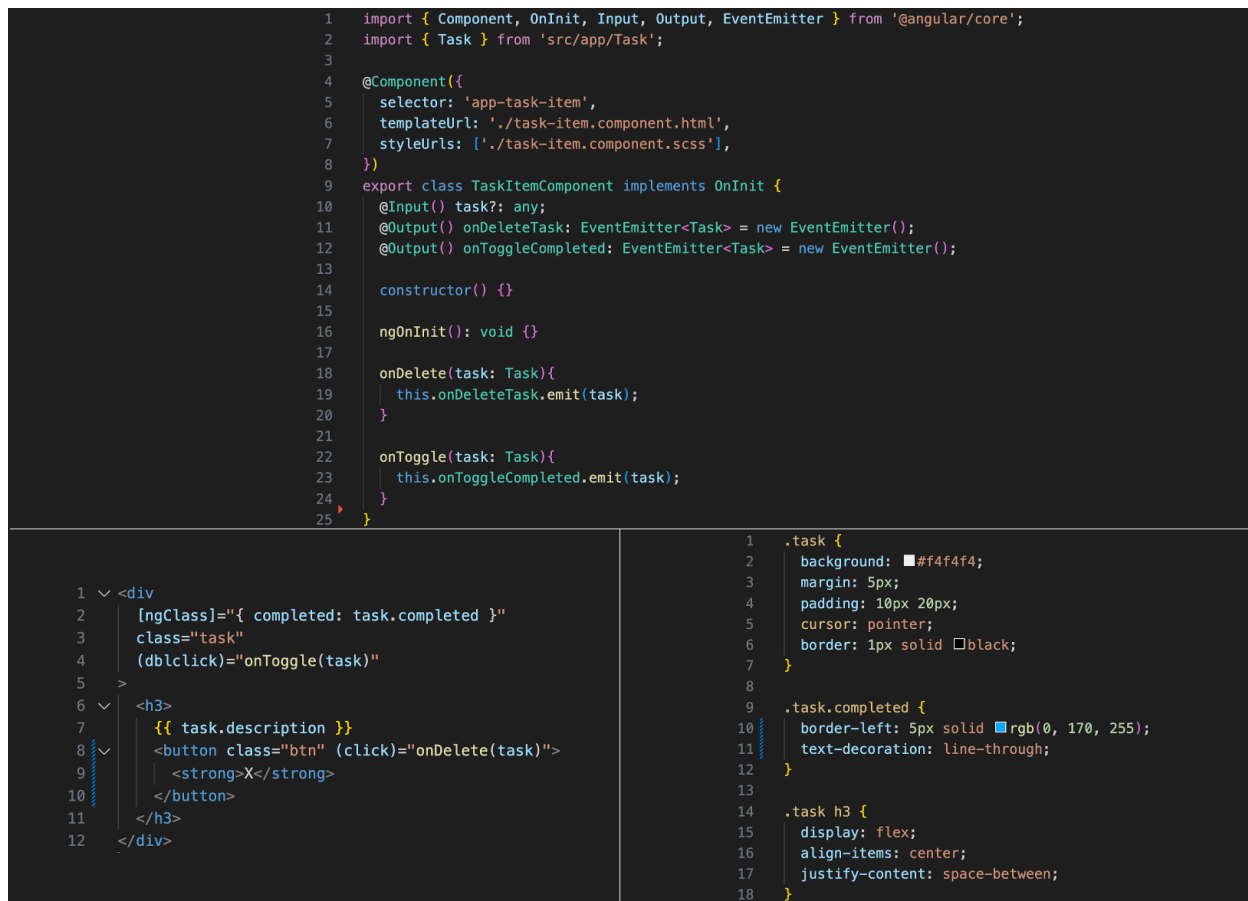 1 import { Component, OnInit, Input, Output, EventEmitter } from '@angular/core';
2 import { Task } from 'src/app/Task';
3
4 @Component({
5 selector: 'app-task-item',
6 templateUrl: './task-item.component.html',
7 styleUrls: ['./task-item.component.scss'],
8 })
9 export class TaskItemComponent implements OnInit {
10 @Input() task?: any;
11 @Output() onDeleteTask: EventEmitter<Task> = new EventEmitter();
12 @Output() onToggleCompleted: EventEmitter<Task> = new EventEmitter();
13
14 constructor() {}
15
16 ngOnInit(): void {}
17
18 onDelete(task: Task){
19 this.onDeleteTask.emit(task);
20 }
21
22 onToggle(task: Task){
23 this.onToggleCompleted.emit(task);
24 }
25 }
1 <div
2 [ngClass]="{ completed: task.completed }"
3 class="task"
4 (dblclick)="onToggle(task)"
5 >
6 <h3>
7 {{ task.description }}
8 <button class="btn" (click)="onDelete(task)">
9 <strong>X</strong>
10 </button>
11 </h3>
12 </div>
1 .task {
2 background: #f4f4f4;
3 margin: 5px;
4 padding: 10px 20px;
5 cursor: pointer;
6 border: 1px solid black;
7 }
8
9 .task.completed {
10 border-left: 5px solid rgb(0, 170, 255);
11 text-decoration: line-through;
12 }
13
14 .task h3 {
15 display: flex;
16 align-items: center;
17 justify-content: space-between;
18 }